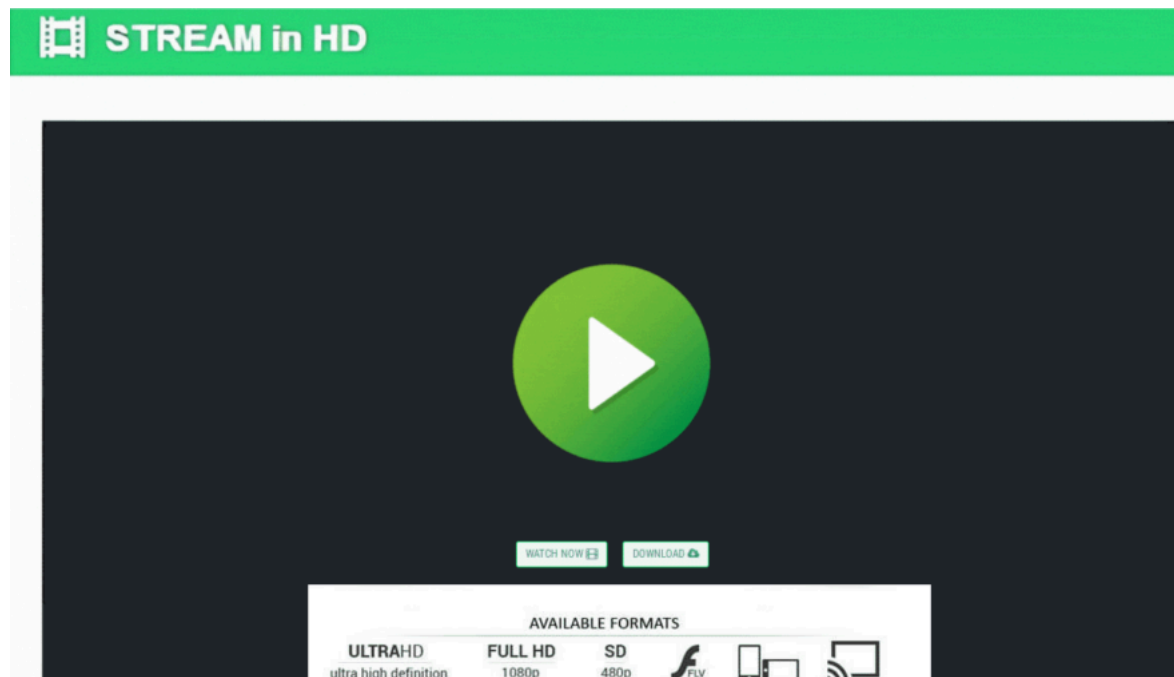 STREAM in HD
WATCH NOW
DOWNLOAD
AVAILABLE FORMATS
ULTRAHD FULL HD SD
ultra high definition 1080p 480p FLV